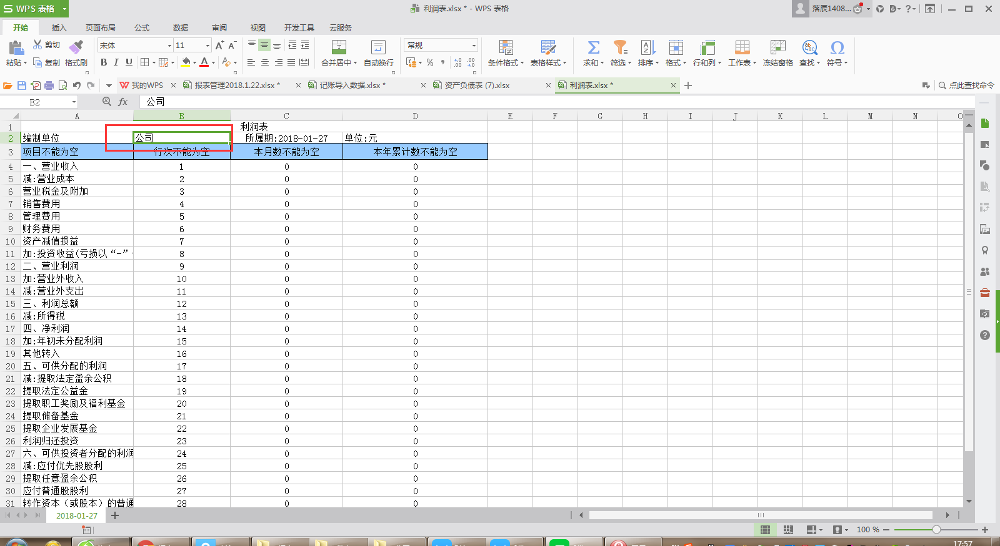 S WPS 表格
利润表.xlsx * - WPS 表格
落辰1408...
开始 插入 页面布局 公式 数据 审阅 视图 开发工具 云服务
粘贴 剪切 复制 格式刷
宋体 11
B I U
合并居中 自动换行
常规
条件格式 表格样式 求和 筛选 排序 格式 行和列 工作表 冻结窗格 查找 符号
我的WPS 报表管理2018.1.22.xlsx * 记账导入数据.xlsx * 资产负债表 (7).xlsx 利润表.xlsx * 点此查找命令
B2 fx 公司
A B C D E F G H I J K L M N O
1 利润表
2 编制单位 公司 所属期:2018-01-27 单位:元
3 项目不能为空 行次不能为空 本月数不能为空 本年累计数不能为空
4 一、营业收入 1 0 0
5 减:营业成本 2 0 0
6 营业税金及附加 3 0 0
7 销售费用 4 0 0
8 管理费用 5 0 0
9 财务费用 6 0 0
10 资产减值损益 7 0 0
11 加:投资收益(亏损以“-” 8 0 0
12 二、营业利润 9 0 0
13 加:营业外收入 10 0 0
14 减:营业外支出 11 0 0
15 三、利润总额 12 0 0
16 减:所得税 13 0 0
17 四、净利润 14 0 0
18 加:年初未分配利润 15 0 0
19 其他转入 16 0 0
20 五、可供分配的利润 17 0 0
21 减:提取法定盈余公积 18 0 0
22 提取法定公益金 19 0 0
23 提取职工奖励及福利基金 20 0 0
24 提取储备基金 21 0 0
25 提取企业发展基金 22 0 0
26 利润归还投资 23 0 0
27 六、可供投资者分配的利润 24 0 0
28 减:应付优先股股利 25 0 0
29 提取任意盈余公积 26 0 0
30 应付普通股股利 27 0 0
31 转作资本（或股本）的普通 28 0 0
2018-01-27
100 %
17:57